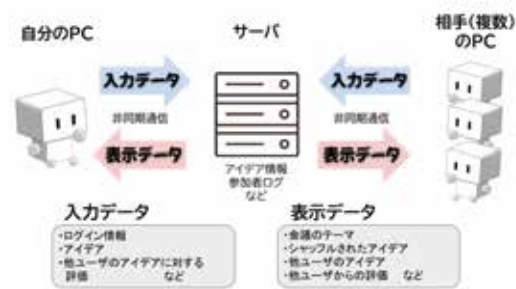 自分のPC
サーバ
相手(複数)
のPC
入力データ
入力データ
非同期通信
非同期通信
表示データ
表示データ
アイデア情報
参加者ログ
など
入力データ
・ログイン情報
・アイデア
・他ユーザのアイデアに対する
評価 など
表示データ
・会議のテーマ
・シャッフルされたアイデア
・他ユーザのアイデア
・他ユーザからの評価 など